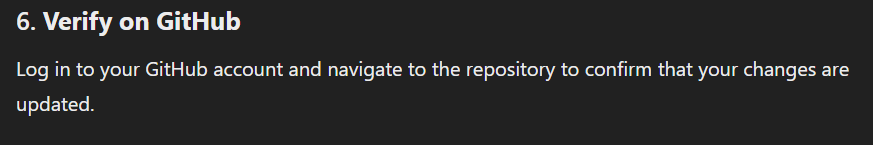 6. Verify on GitHub
Log in to your GitHub account and navigate to the repository to confirm that your changes are
updated.